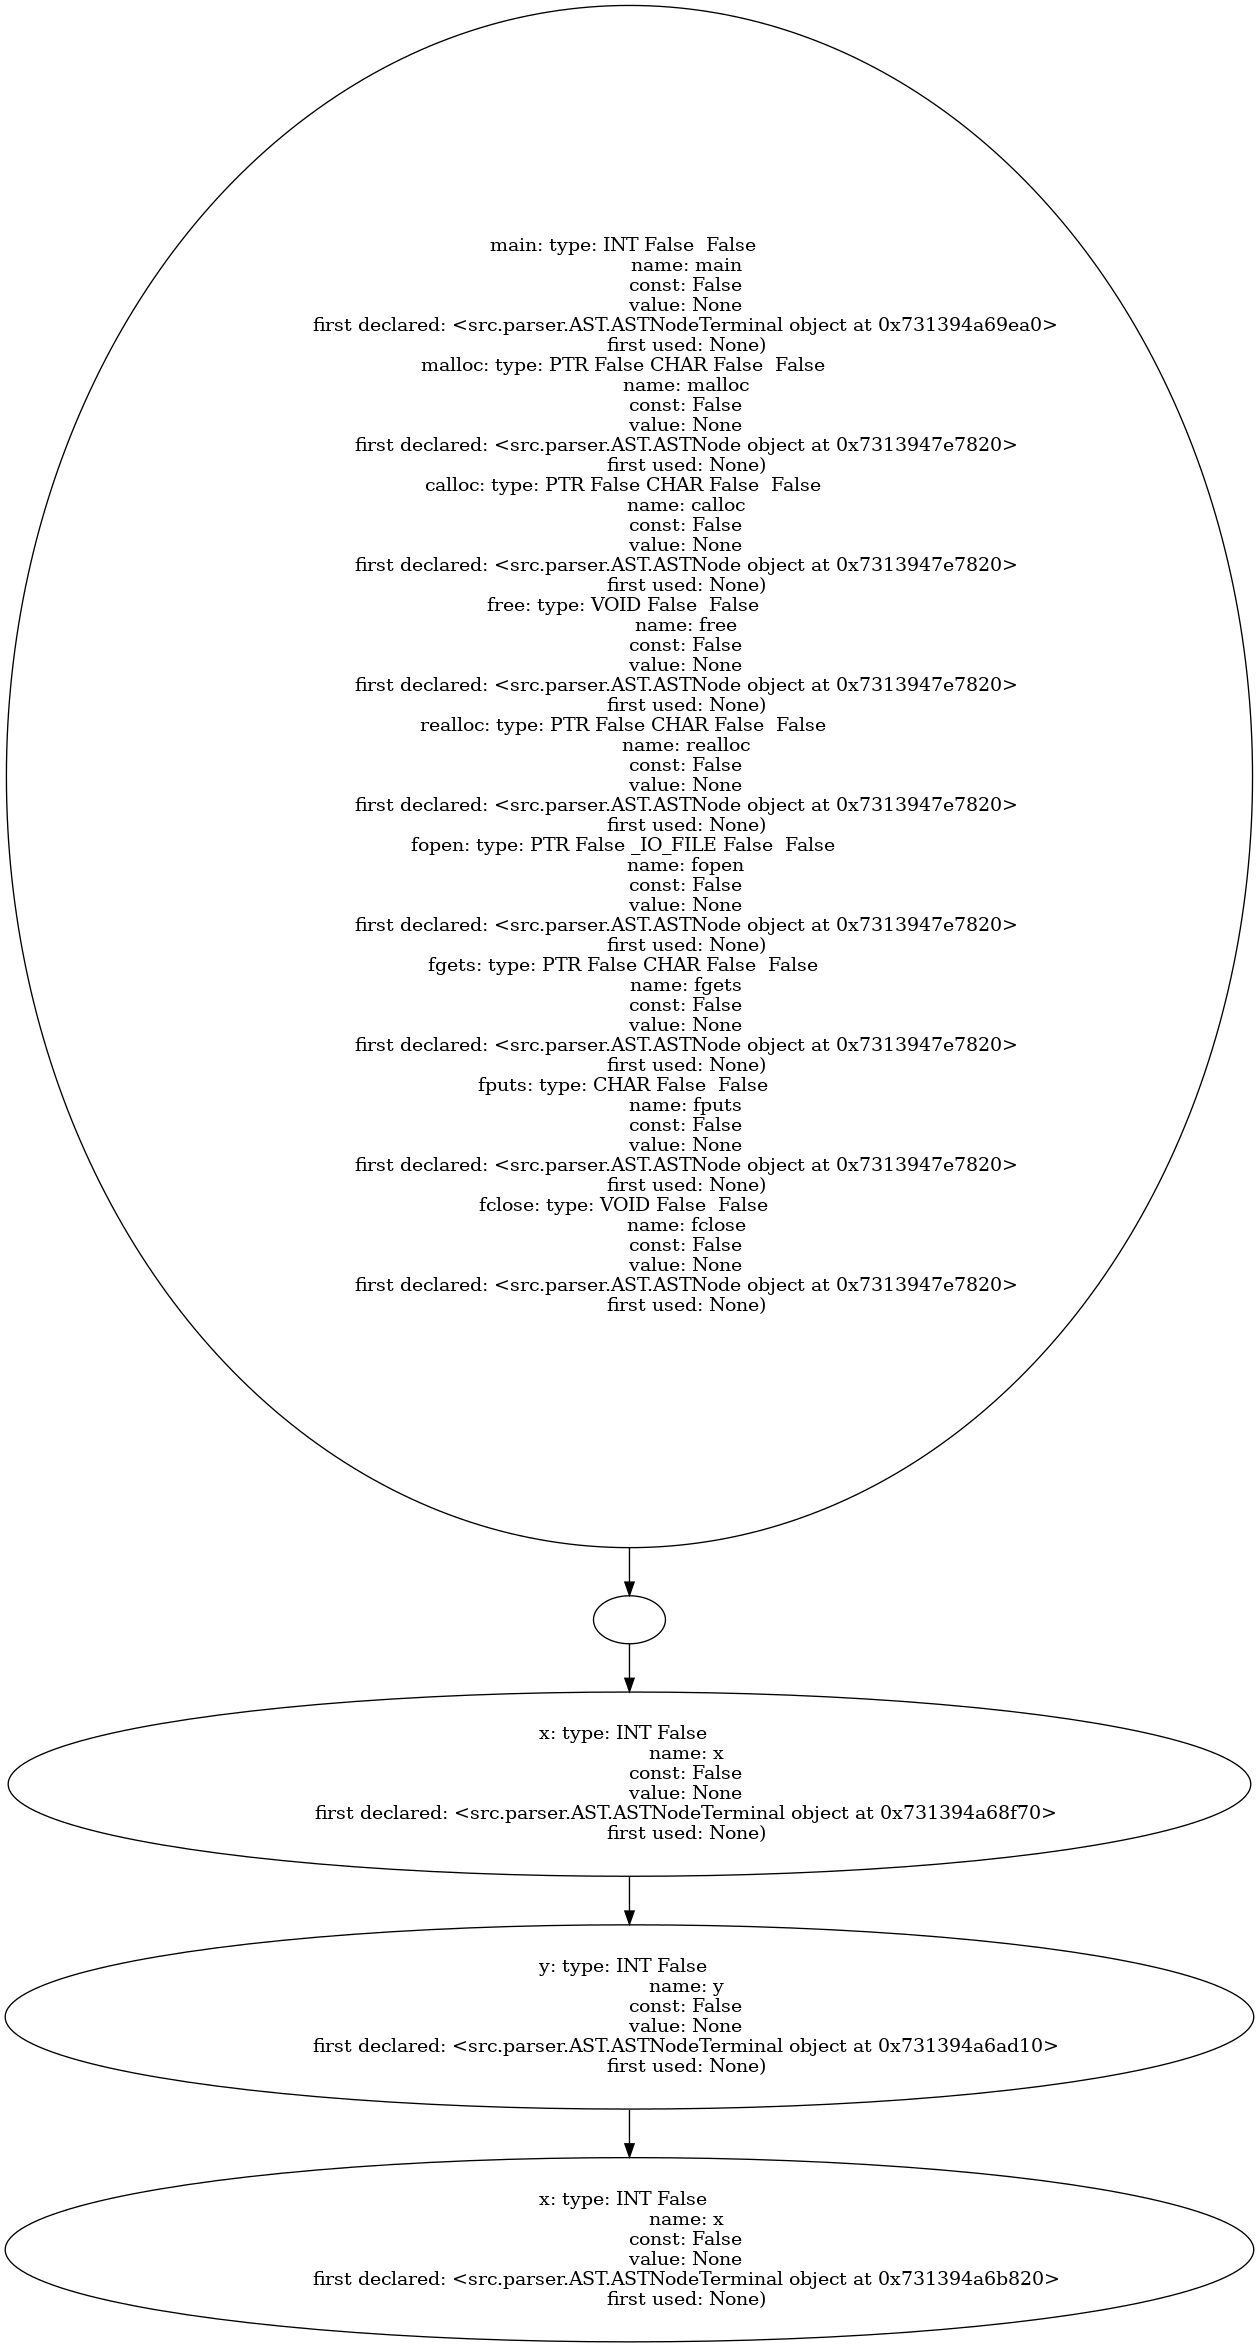 main: type: INT False  False
name: main
const: False
value: None
first declared: <src.parser.AST.ASTNodeTerminal object at 0x731394a69ea0>
first used: None)
malloc: type: PTR False CHAR False  False
name: malloc
const: False
value: None
first declared: <src.parser.AST.ASTNode object at 0x7313947e7820>
first used: None)
calloc: type: PTR False CHAR False  False
name: calloc
const: False
value: None
first declared: <src.parser.AST.ASTNode object at 0x7313947e7820>
first used: None)
free: type: VOID False  False
name: free
const: False
value: None
first declared: <src.parser.AST.ASTNode object at 0x7313947e7820>
first used: None)
realloc: type: PTR False CHAR False  False
name: realloc
const: False
value: None
first declared: <src.parser.AST.ASTNode object at 0x7313947e7820>
first used: None)
fopen: type: PTR False _IO_FILE False  False
name: fopen
const: False
value: None
first declared: <src.parser.AST.ASTNode object at 0x7313947e7820>
first used: None)
fgets: type: PTR False CHAR False  False
name: fgets
const: False
value: None
first declared: <src.parser.AST.ASTNode object at 0x7313947e7820>
first used: None)
fputs: type: CHAR False  False
name: fputs
const: False
value: None
first declared: <src.parser.AST.ASTNode object at 0x7313947e7820>
first used: None)
fclose: type: VOID False  False
name: fclose
const: False
value: None
first declared: <src.parser.AST.ASTNode object at 0x7313947e7820>
first used: None)
x: type: INT False
name: x
const: False
value: None
first declared: <src.parser.AST.ASTNodeTerminal object at 0x731394a68f70>
first used: None)
y: type: INT False
name: y
const: False
value: None
first declared: <src.parser.AST.ASTNodeTerminal object at 0x731394a6ad10>
first used: None)
x: type: INT False
name: x
const: False
value: None
first declared: <src.parser.AST.ASTNodeTerminal object at 0x731394a6b820>
first used: None)